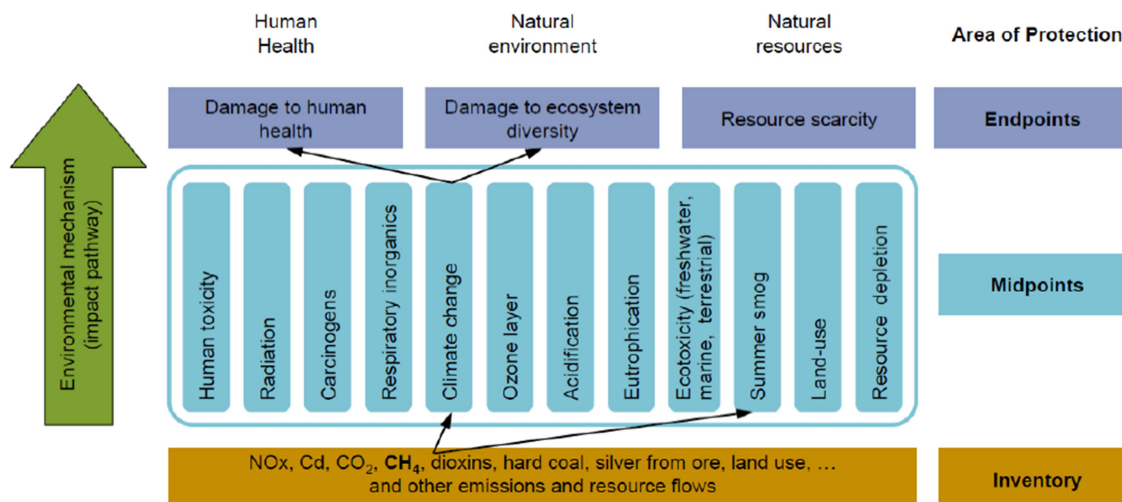 Human
Health
Natural
environment
Natural
resources
Area of Protection
Damage to human
health
Damage to ecosystem
diversity
Resource scarcity
Endpoints
Environmental mechanism
(impact pathway)
Human toxicity
Radiation
Carcinogens
Respiratory inorganics
Climate change
Ozone layer
Acidification
Eutrophication
Ecotoxicity (freshwater,
marine, terrestrial)
Summer smog
Land-use
Resource depletion
Midpoints
NOx, Cd, CO₂, CH₄, dioxins, hard coal, silver from ore, land use, …
and other emissions and resource flows
Inventory